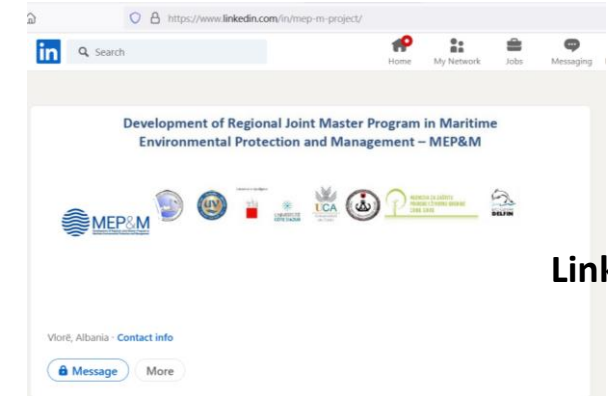 https://www.linkedin.com/in/mep-m-project/
in
Search
Home
My Network
Jobs
Messaging
Development of Regional Joint Master Program in Maritime
Environmental Protection and Management – MEP&M
MEP&M
UCA
DELFIN
Link
Vlorë, Albania · Contact info
Message
More